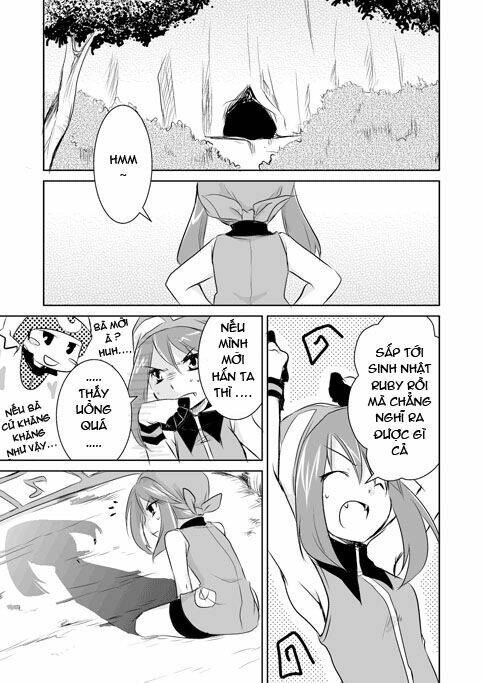 HMM
~
SẮP TỚI
SINH NHẬT
RUBY RỒI
MÀ CHẲNG
NGHĨ RA
ĐƯỢC GÌ
CẢ
NẾU
MÌNH
MỜI
HẮN TA
THÌ ....
BÀ MỜI
À ?
HUH....
NẾU BÀ
CỨ KHĂNG
KHĂNG
NHƯ VẬY...
.....
THẤY
UỔNG
QUÁ
.....